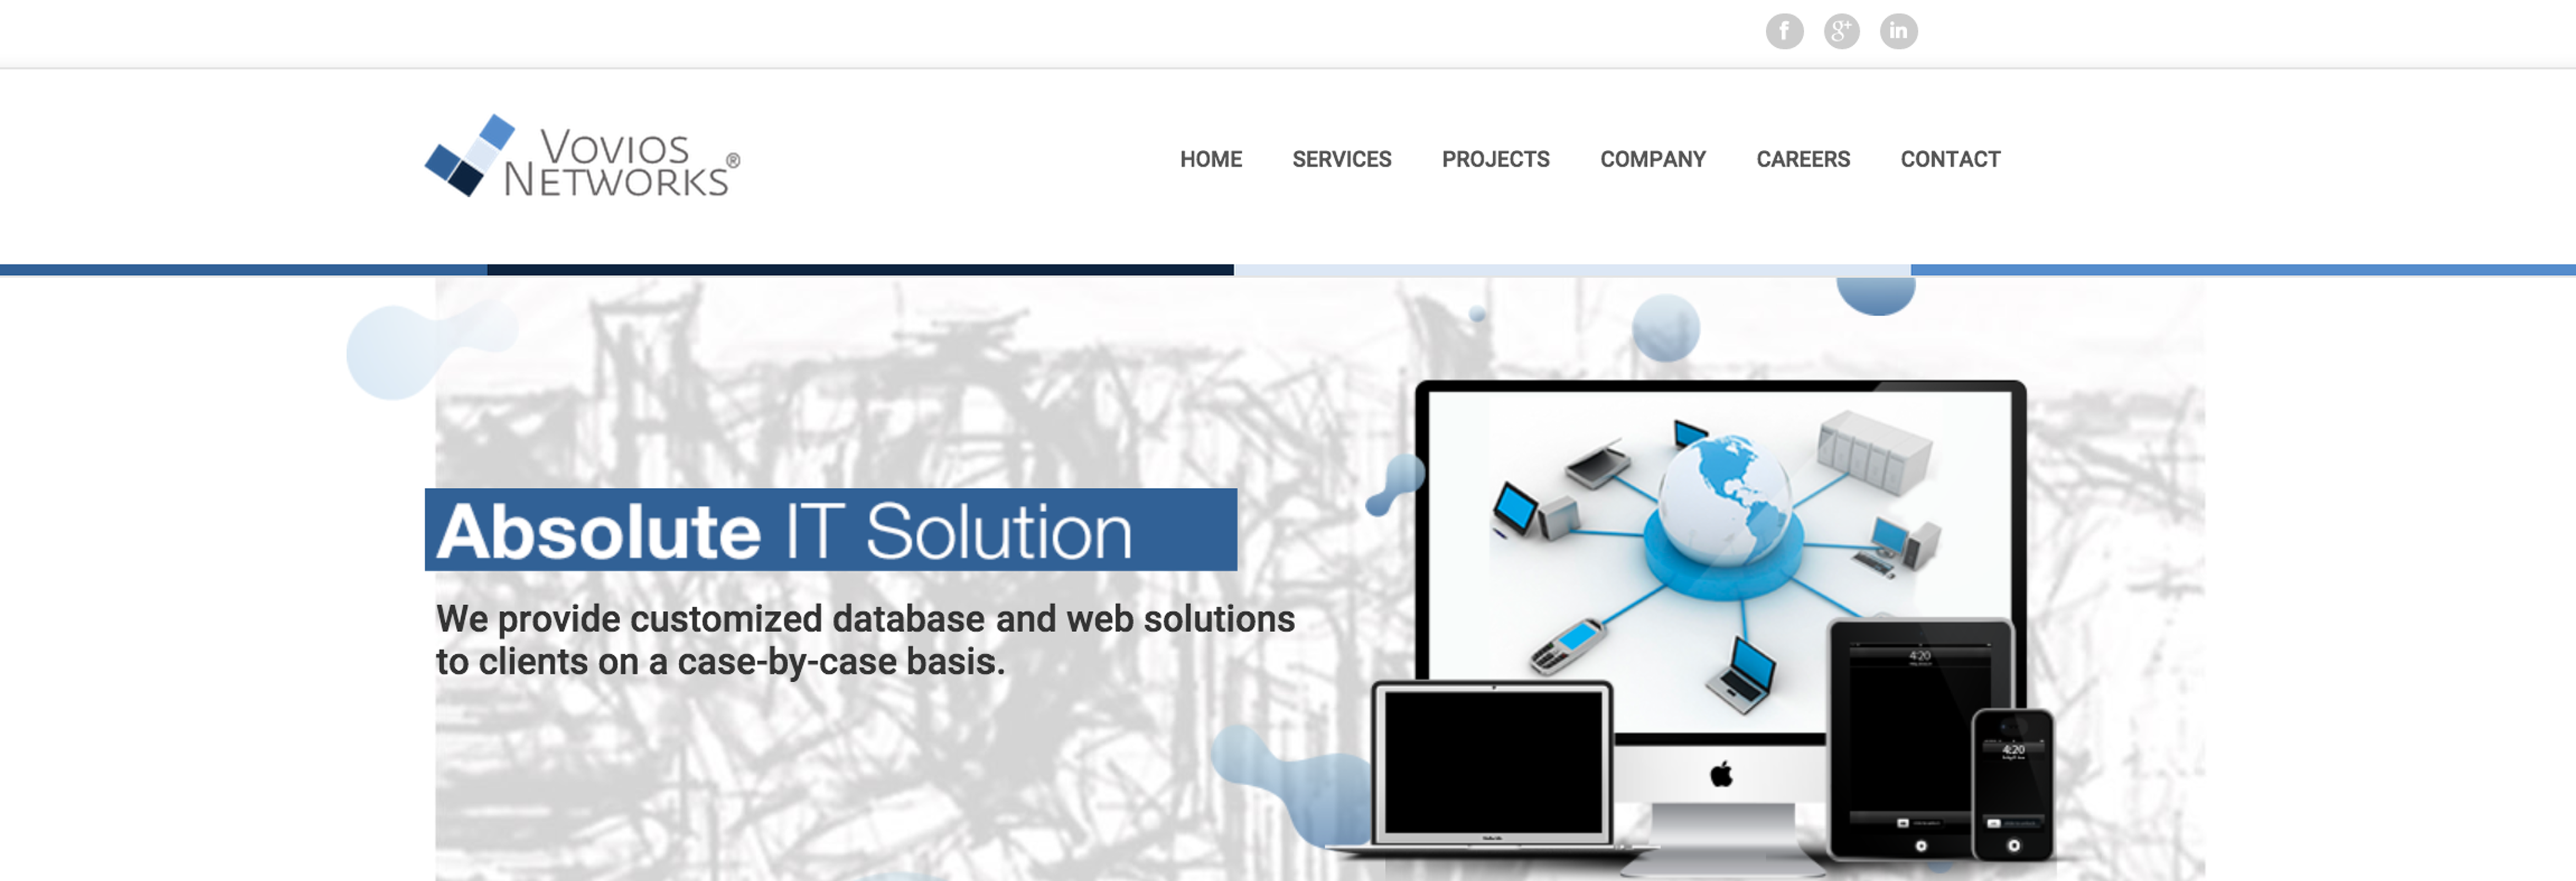 f g+ in
VOVIOS
NETWORKS®
HOME SERVICES PROJECTS COMPANY CAREERS CONTACT
Absolute IT Solution
We provide customized database and web solutions
to clients on a case-by-case basis.
4:20
4:20